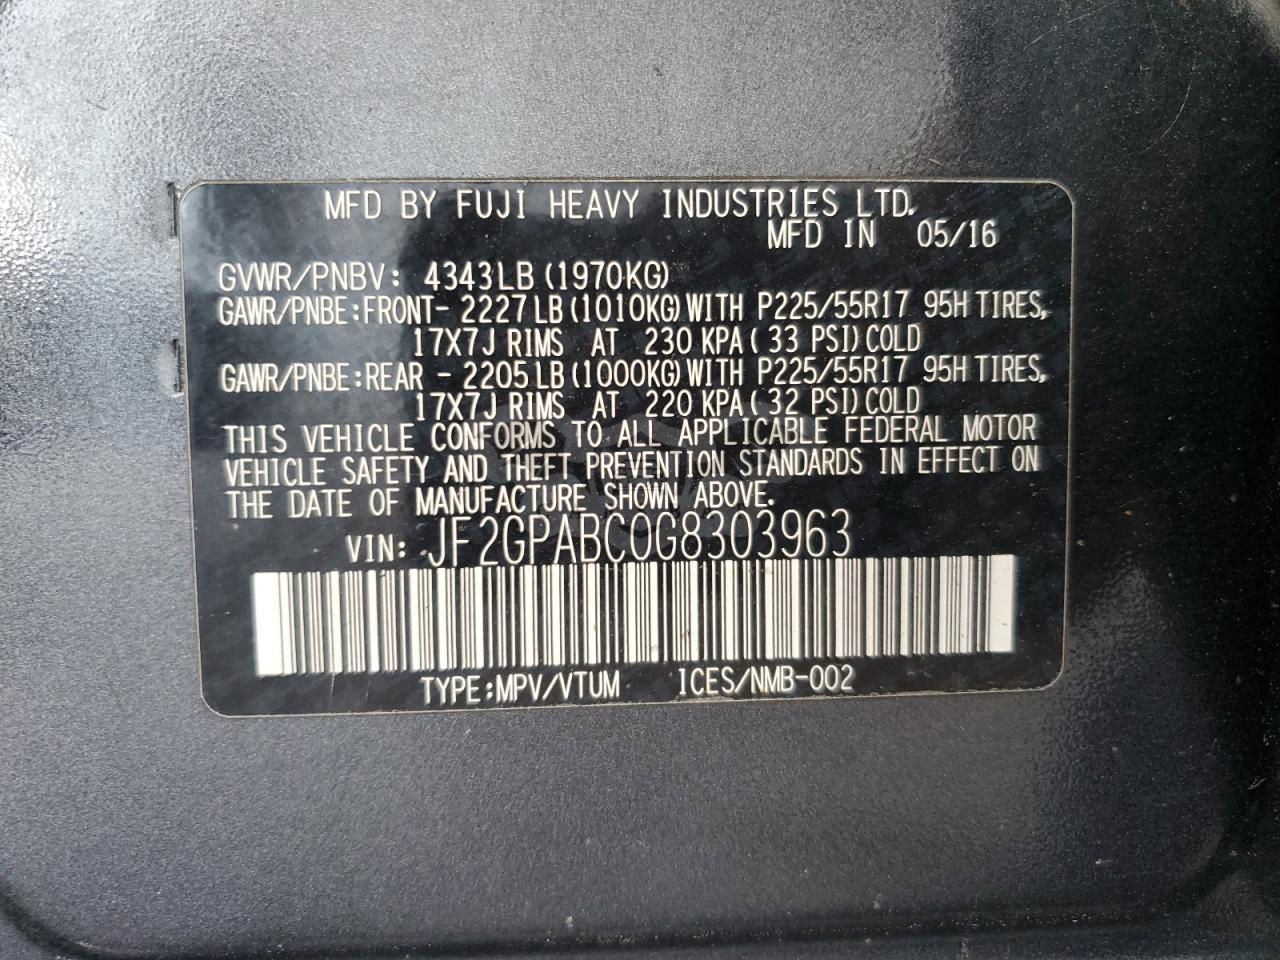 MFD BY FUJI HEAVY INDUSTRIES LTD.
MFD IN 05/16
GVWR/PNBV: 4343LB (1970KG)
GAWR/PNBE:FRONT- 2227LB (1010KG) WITH P225/55R17 95H TIRES,
17X7J RIMS AT 230 KPA (33 PSI) COLD
GAWR/PNBE:REAR - 2205LB (1000KG) WITH P225/55R17 95H TIRES,
17X7J RIMS AT 220 KPA (32 PSI) COLD
THIS VEHICLE CONFORMS TO ALL APPLICABLE FEDERAL MOTOR
VEHICLE SAFETY AND THEFT PREVENTION STANDARDS IN EFFECT ON
THE DATE OF MANUFACTURE SHOWN ABOVE.
VIN: JF2GPABC0G8303963
TYPE:MPV/VTUM ICES/NMB-002